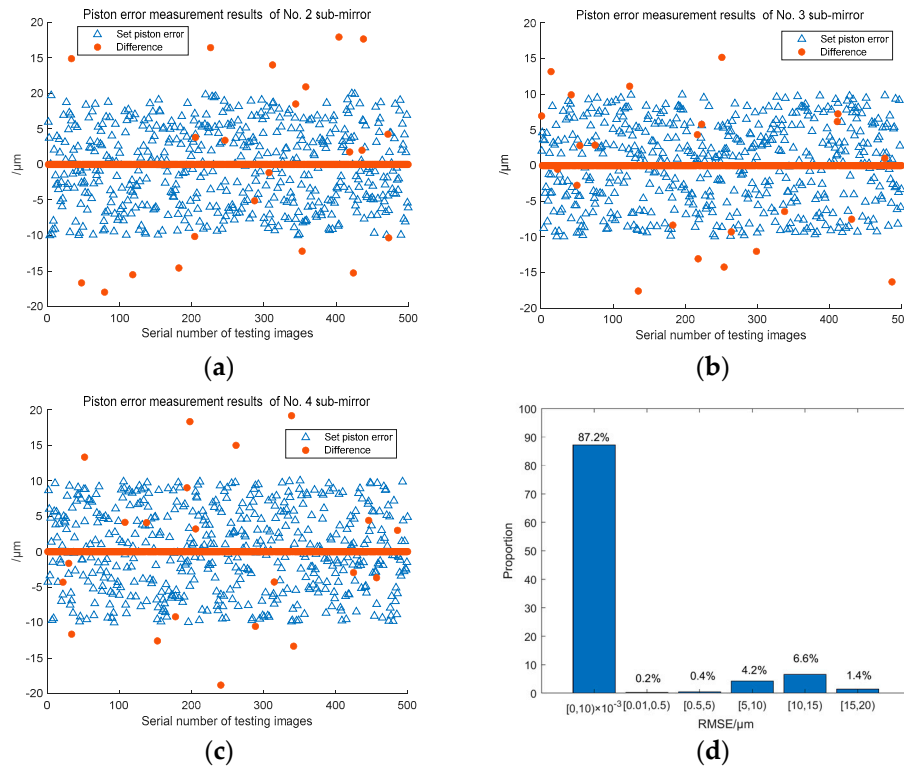 Piston error measurement results of No. 2 sub-mirror
Set piston error
Difference
20
15
20
5
0
-5
-10
-15
-20
/μm
0 100 200 300 400 500
Serial number of testing images
(a)
Piston error measurement results of No. 3 sub-mirror
Set piston error
Difference
20
15
10
5
0
-5
-10
-15
-20
/μm
0 100 200 300 400 50
Serial number of testing images
(b)
Piston error measurement results of No. 4 sub-mirror
Set piston error
Difference
20
15
10
5
0
-5
-10
-15
-20
/μm
0 100 200 300 400 500
Serial number of testing images
(c)
100
90
80
70
60
50
40
30
20
10
0
Proportion
87.2%
0.2%
0.4%
4.2%
6.6%
1.4%
[0,10)×10⁻³ [0.01,0.5) [0.5,5) [5,10) [10,15) [15,20)
RMSE/μm
(d)